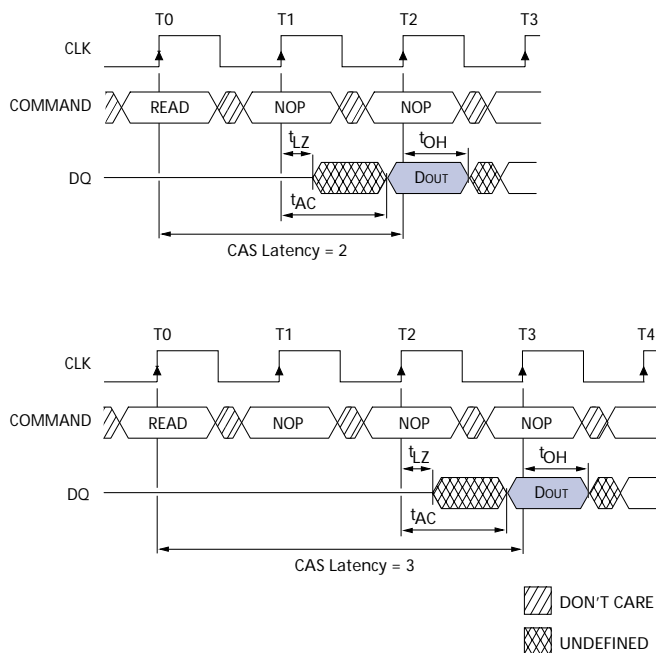 T0 T1 T2 T3
CLK
COMMAND READ NOP NOP
tLZ tOH
DQ DOUT
tAC
CAS Latency = 2
T0 T1 T2 T3 T4
CLK
COMMAND READ NOP NOP NOP
tLZ tOH
DQ DOUT
tAC
CAS Latency = 3
DON'T CARE
UNDEFINED